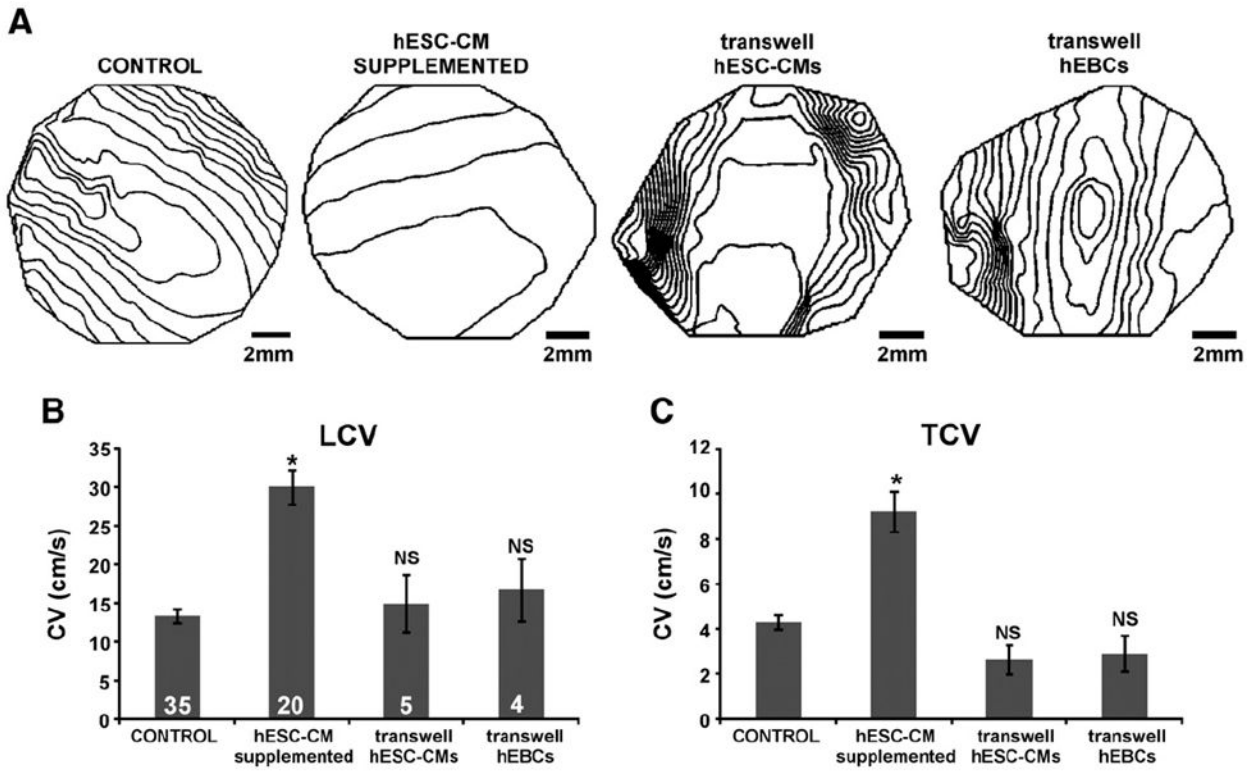 A
CONTROL
hESC-CM
SUPPLEMENTED
transwell
hESC-CMs
transwell
hEBCs
2mm
2mm
2mm
2mm
B
LCV
CV (cm/s)
35
30
25
20
15
10
5
0
*
NS
NS
35
20
5
4
CONTROL
hESC-CM
supplemented
transwell
hESC-CMs
transwell
hEBCs
C
TCV
CV (cm/s)
12
10
8
6
4
2
0
*
NS
NS
CONTROL
hESC-CM
supplemented
transwell
hESC-CMs
transwell
hEBCs